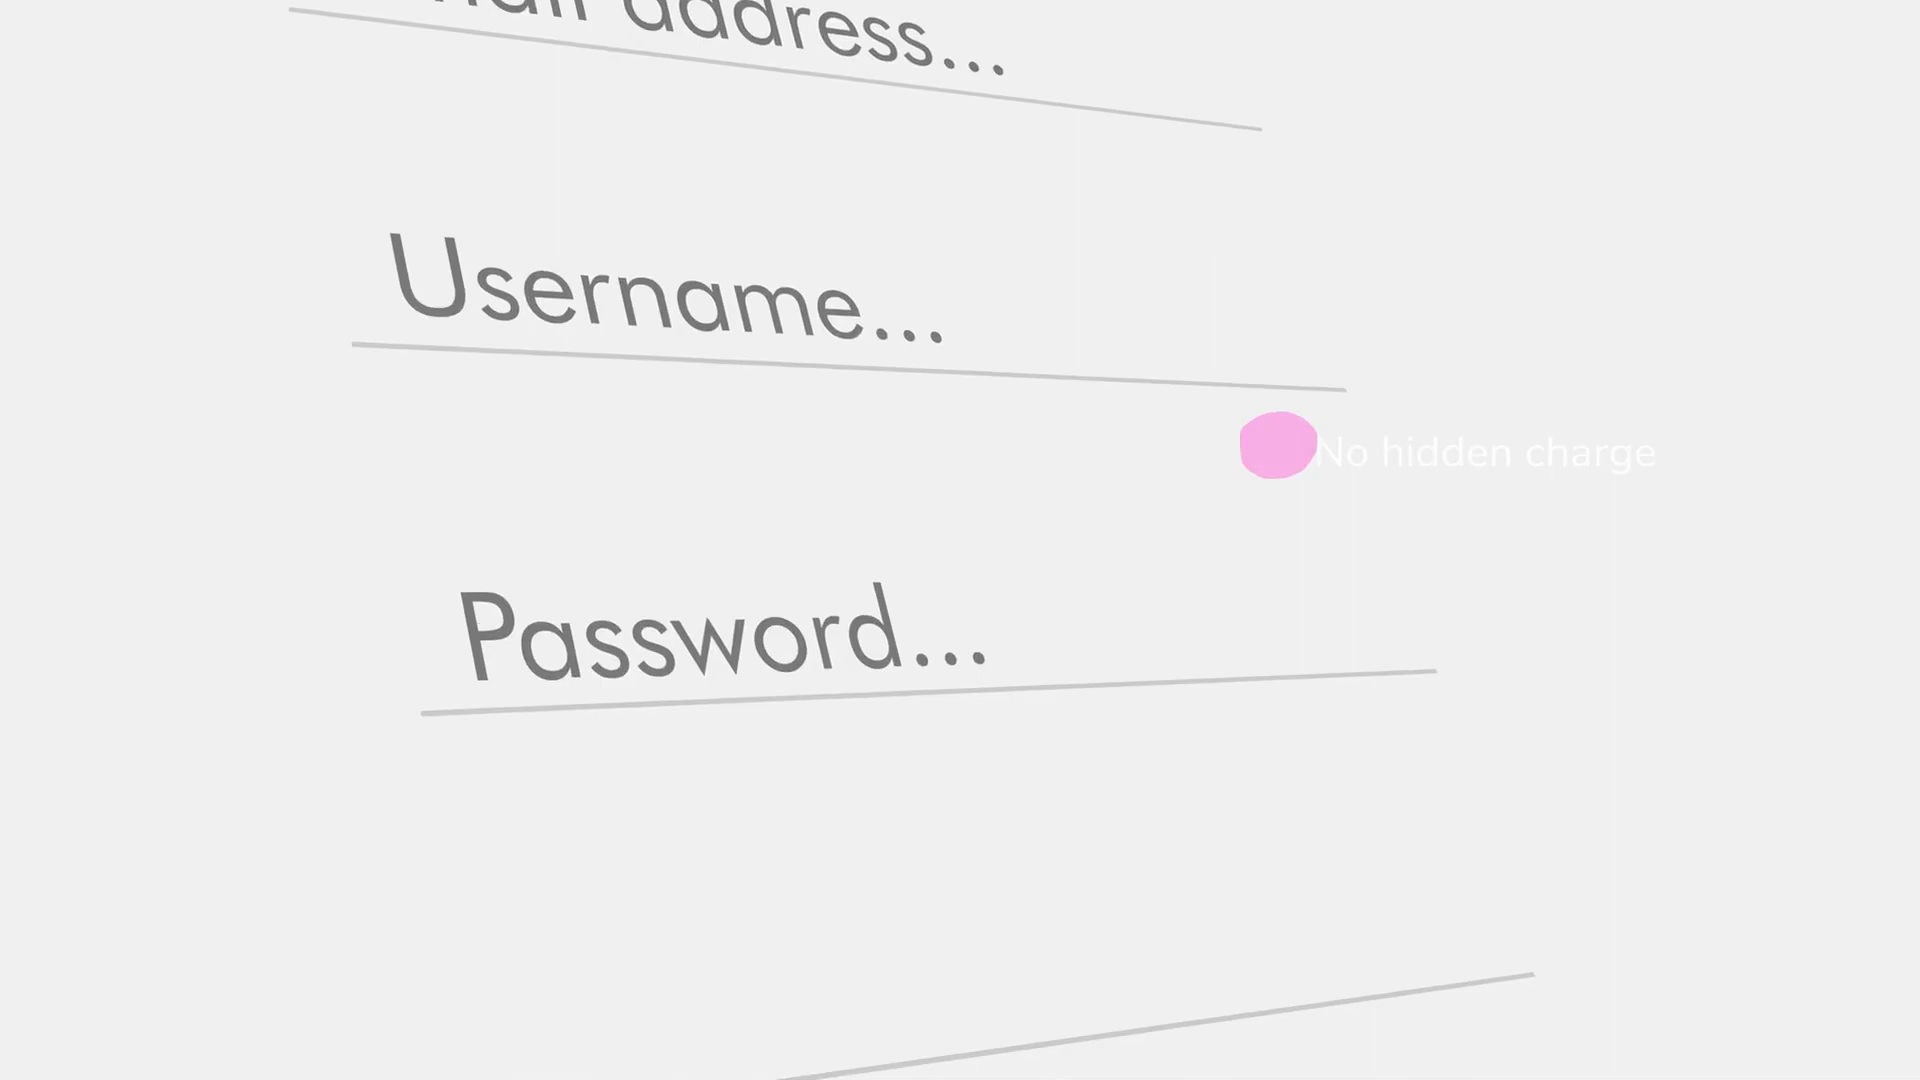 address...
Username...
No hidden charge
Password...